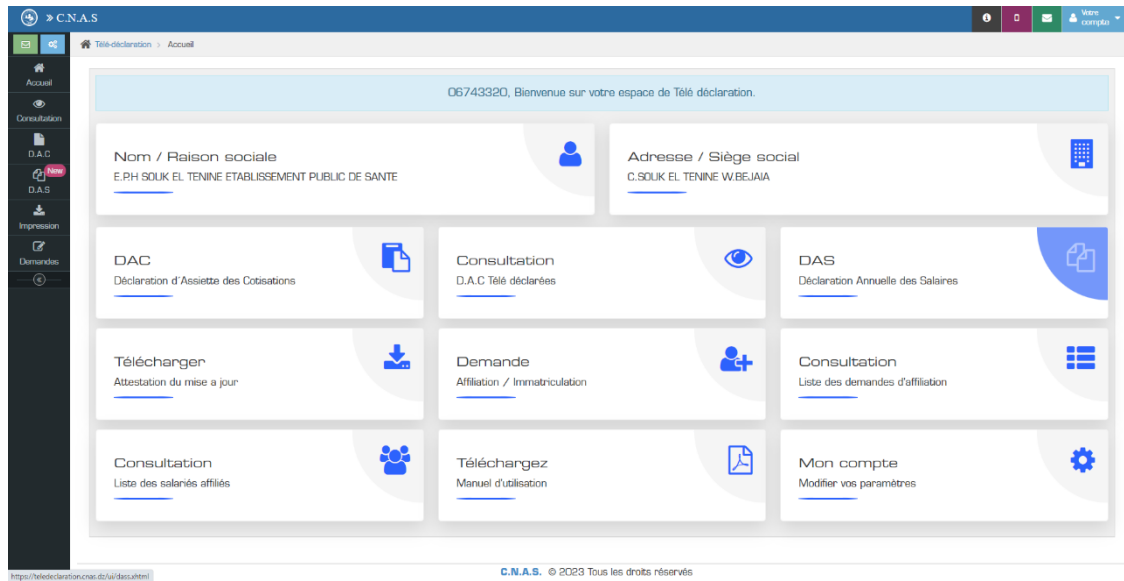 » C.N.A.S
Votre compte
Télé-déclaration > Accueil
Accueil
Consultation
D.A.C
New
D.A.S
Impression
Demandes
06743320, Bienvenue sur votre espace de Télé déclaration.
Nom / Raison sociale
E.P.H SOUK EL TENINE ETABLISSEMENT PUBLIC DE SANTE
Adresse / Siège social
C.SOUK EL TENINE W.BEJAIA
DAC
Déclaration d'Assiette des Cotisations
Consultation
D.A.C Télé déclarées
DAS
Déclaration Annuelle des Salaires
Télécharger
Attestation du mise a jour
Demande
Affiliation / Immatriculation
Consultation
Liste des demandes d'affiliation
Consultation
Liste des salariés affiliés
Téléchargez
Manuel d'utilisation
Mon compte
Modifier vos paramètres
C.N.A.S. © 2023 Tous les droits réservés
https://teledeclaration.cnas.dz/ui/dass.xhtml